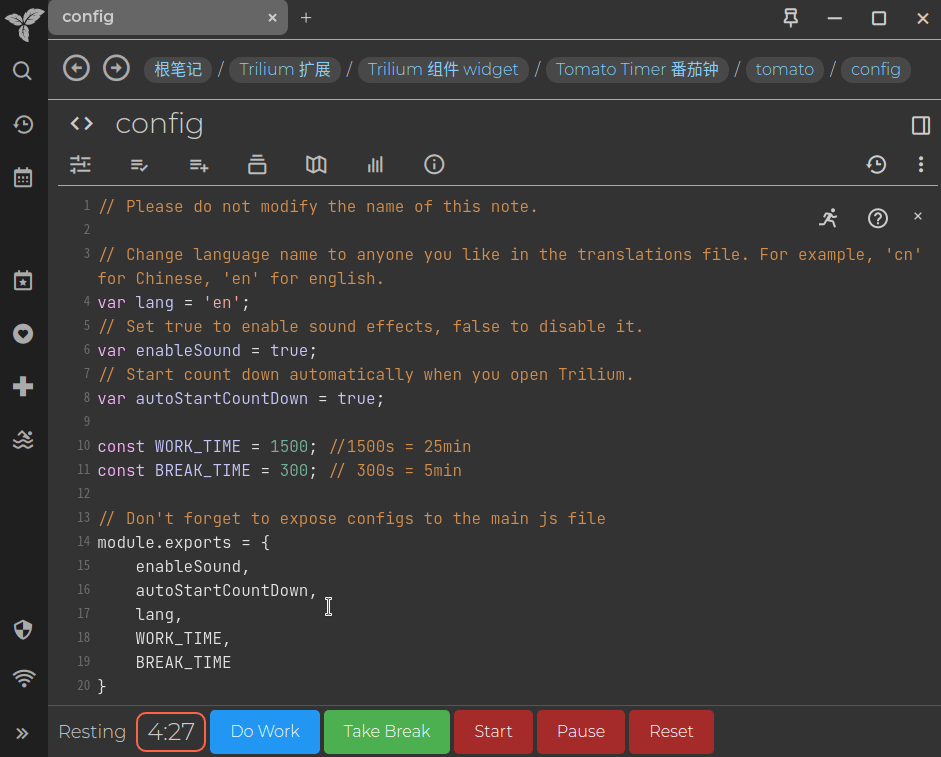 config × +
根笔记 / Trilium 扩展 / Trilium 组件 widget / Tomato Timer 番茄钟 / tomato / config
<> config
1 // Please do not modify the name of this note.
2
3 // Change language name to anyone you like in the translations file. For example, 'cn'
for Chinese, 'en' for english.
4 var lang = 'en';
5 // Set true to enable sound effects, false to disable it.
6 var enableSound = true;
7 // Start count down automatically when you open Trilium.
8 var autoStartCountDown = true;
9
10 const WORK_TIME = 1500; //1500s = 25min
11 const BREAK_TIME = 300; // 300s = 5min
12
13 // Don't forget to expose configs to the main js file
14 module.exports = {
15     enableSound,
16     autoStartCountDown,
17     lang,
18     WORK_TIME,
19     BREAK_TIME
20 }
Resting 4:27 Do Work Take Break Start Pause Reset